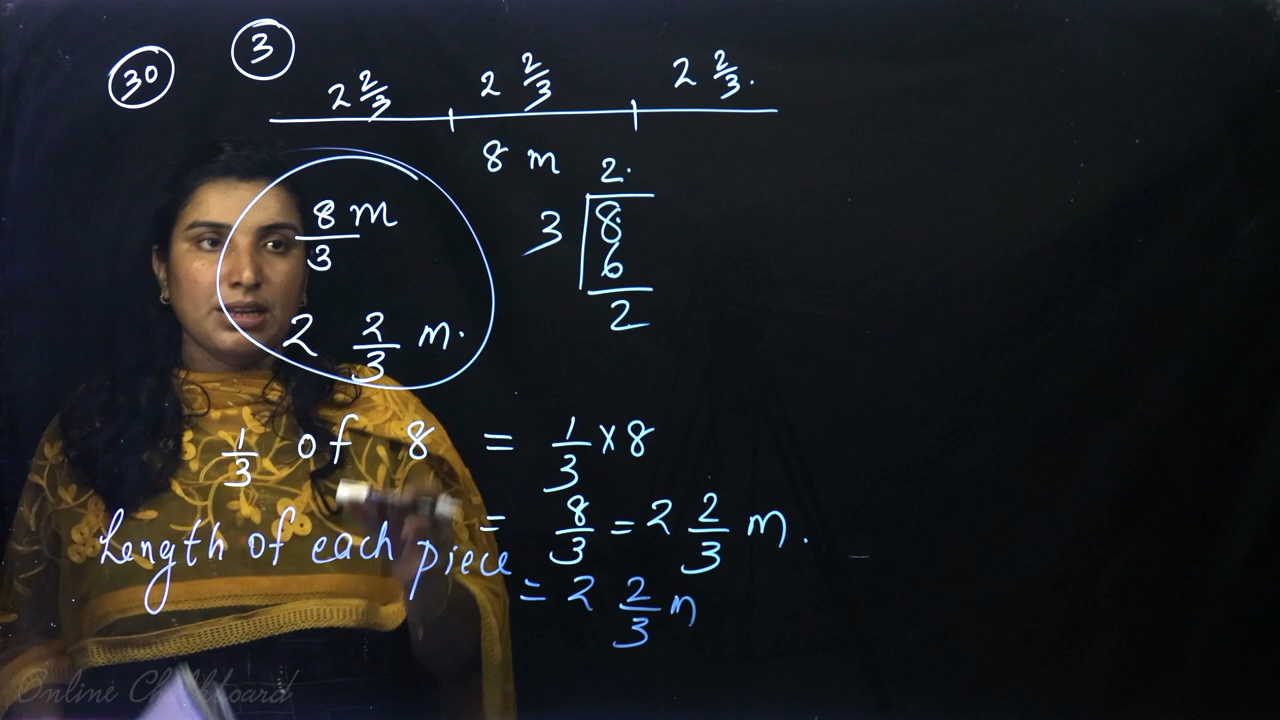 30 3
2 2/3 2 2/3 2 2/3.
8 m
8/3 m
2 2/3 m.
2.
3 8
6
2
1/3 of 8 = 1/3 × 8
= 8/3 = 2 2/3 m.
Length of each piece
= 2 2/3 m
Online Chalkboard